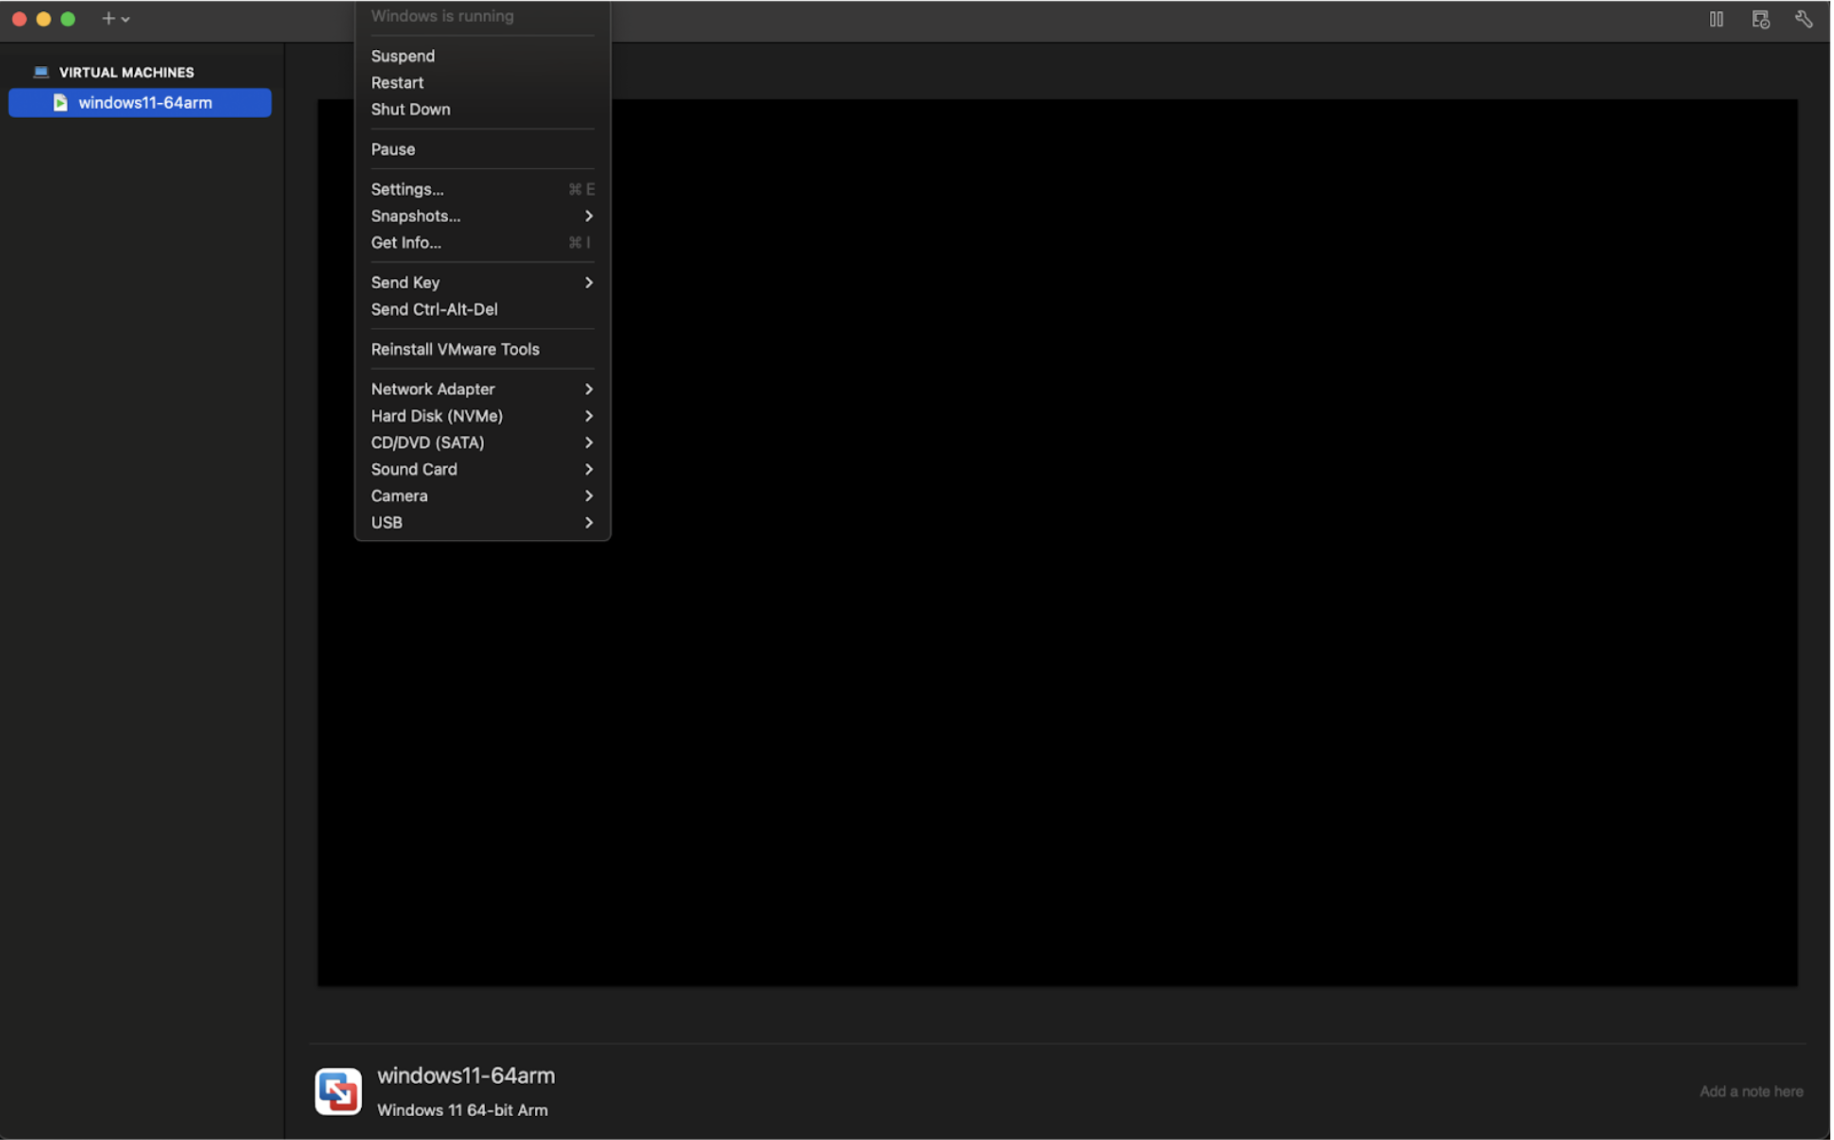 Windows is running
Suspend
Restart
Shut Down
Pause
Settings... ⌘ E
Snapshots...
Get Info... ⌘ I
Send Key
Send Ctrl-Alt-Del
Reinstall VMware Tools
Network Adapter
Hard Disk (NVMe)
CD/DVD (SATA)
Sound Card
Camera
USB
VIRTUAL MACHINES
windows11-64arm
windows11-64arm
Windows 11 64-bit Arm
Add a note here